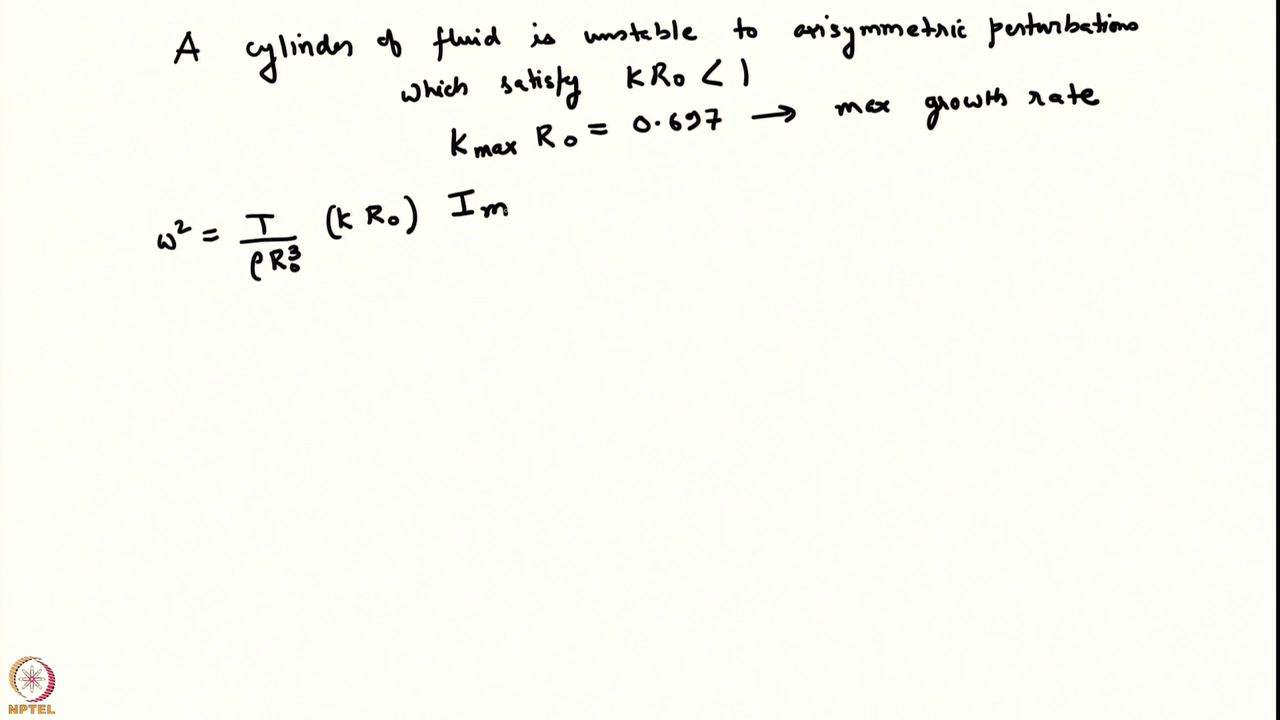 A cylinder of fluid is unstable to axisymmetric perturbations
which satisfy kR₀ < 1
k_max R₀ = 0.697 → max growth rate
ω² = T/(ρR₀³) (k R₀) I_m
NPTEL